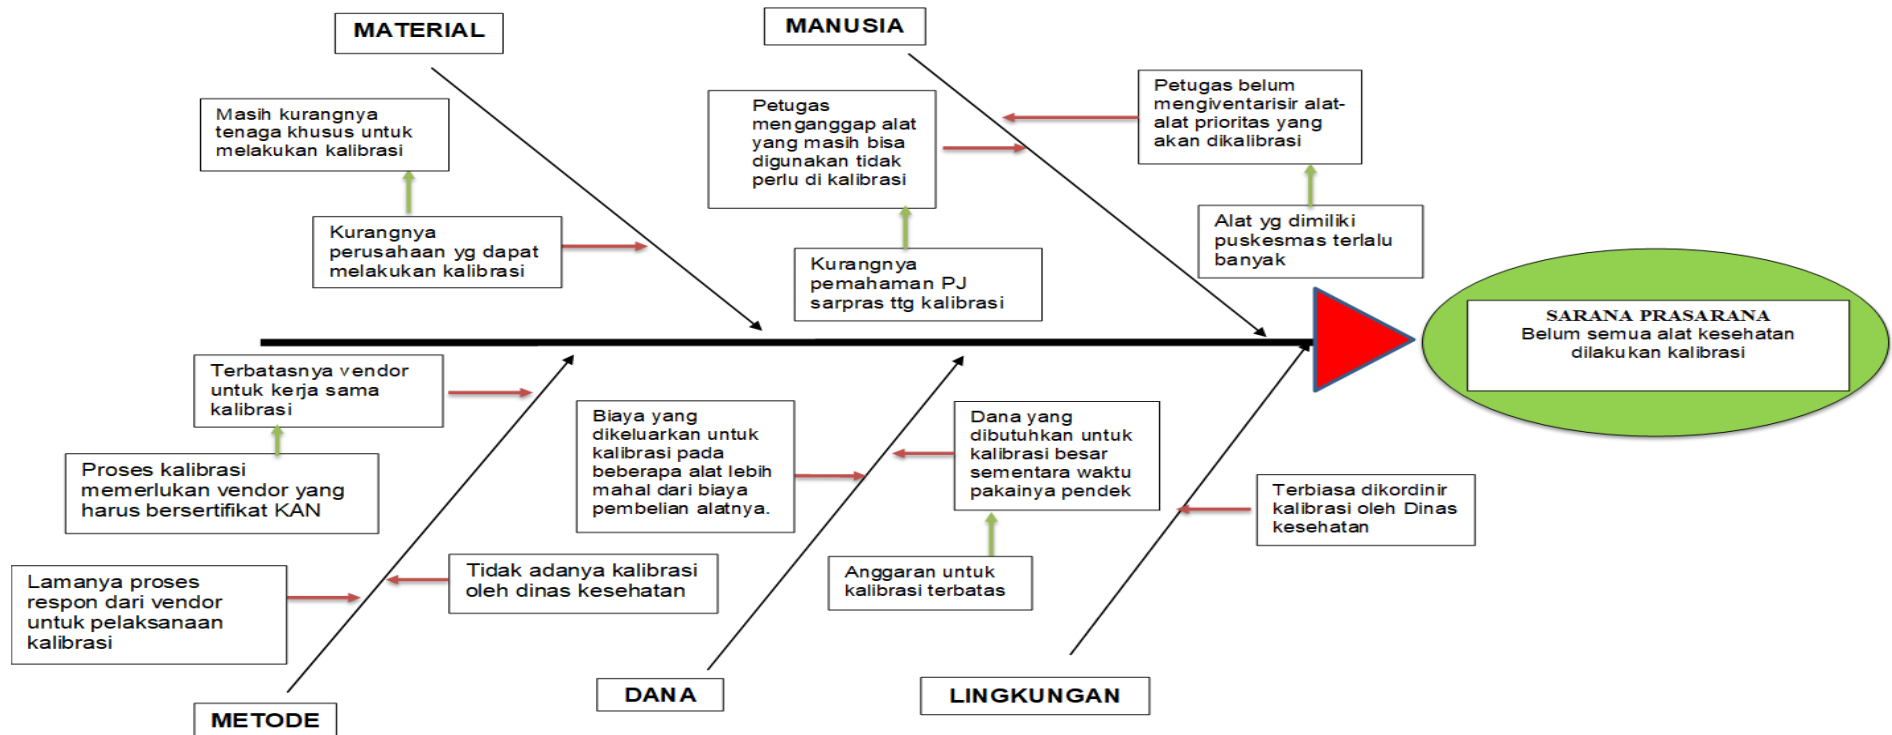 MATERIAL
MANUSIA
Masih kurangnya
tenaga khusus untuk
melakukan kalibrasi
Petugas
menganggap alat
yang masih bisa
digunakan tidak
perlu di kalibrasi
Petugas belum
mengiventarisir alat-
alat prioritas yang
akan dikalibrasi
Kurangnya
perusahaan yg dapat
melakukan kalibrasi
Kurangnya
pemahaman PJ
sarpras ttg kalibrasi
Alat yg dimiliki
puskesmas terlalu
banyak
SARANA PRASARANA
Belum semua alat kesehatan
dilakukan kalibrasi
Terbatasnya vendor
untuk kerja sama
kalibrasi
Proses kalibrasi
memerlukan vendor yang
harus bersertifikat KAN
Biaya yang
dikeluarkan untuk
kalibrasi pada
beberapa alat lebih
mahal dari biaya
pembelian alatnya.
Dana yang
dibutuhkan untuk
kalibrasi besar
sementara waktu
pakainya pendek
Terbiasa dikordinir
kalibrasi oleh Dinas
kesehatan
Lamanya proses
respon dari vendor
untuk pelaksanaan
kalibrasi
Tidak adanya kalibrasi
oleh dinas kesehatan
Anggaran untuk
kalibrasi terbatas
METODE
DANA
LINGKUNGAN